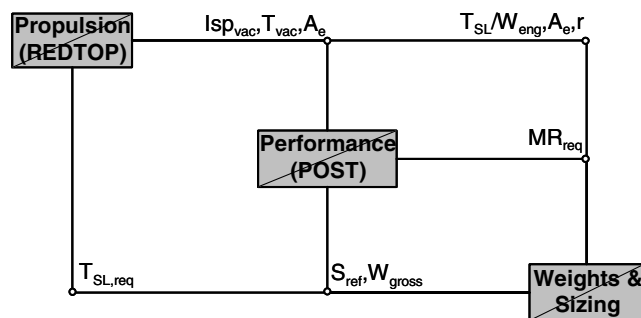 Propulsion
(REDTOP)
Isp_vac,T_vac,A_e
T_SL/W_eng,A_e,r
Performance
(POST)
MR_req
T_SL,req
S_ref,W_gross
Weights &
Sizing